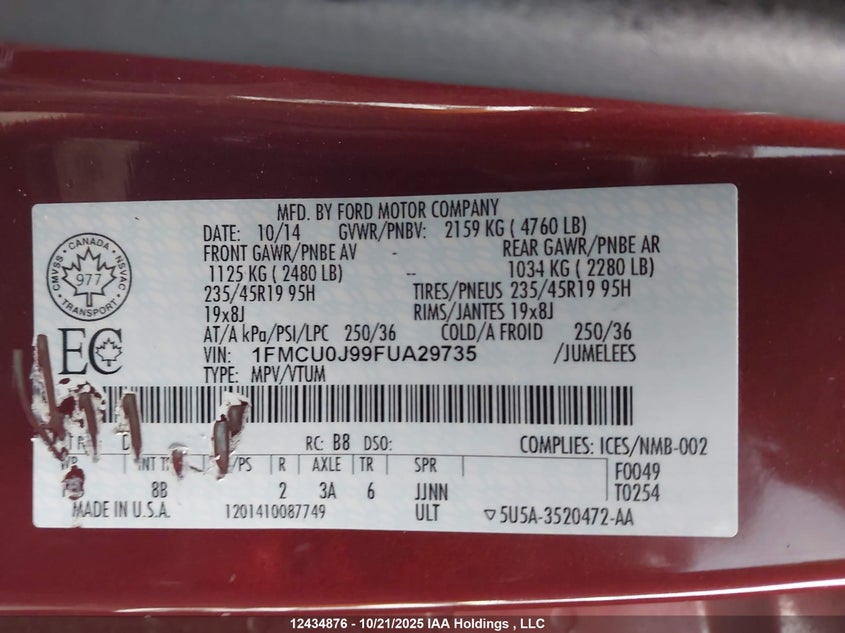 MFD. BY FORD MOTOR COMPANY
DATE: 10/14 GVWR/PNBV: 2159 KG ( 4760 LB)
FRONT GAWR/PNBE AV - REAR GAWR/PNBE AR
1125 KG ( 2480 LB) -- 1034 KG ( 2280 LB)
235/45R19 95H TIRES/PNEUS 235/45R19 95H
19x8J RIMS/JANTES 19x8J
AT/A kPa/PSI/LPC 250/36 COLD/A FROID 250/36
VIN: 1FMCU0J99FUA29735 /JUMELEES
TYPE: MPV/VTUM
CMVSS · CANADA · NSVAC · TRANSPORT
977
EC
RC: B8 DSO: COMPLIES: ICES/NMB-002
INT /PS R AXLE TR SPR F0049
8B 2 3A 6 JJNN T0254
MADE IN U.S.A. 1201410087749 ULT ▽5U5A-3520472-AA
12434876 - 10/21/2025 IAA Holdings , LLC